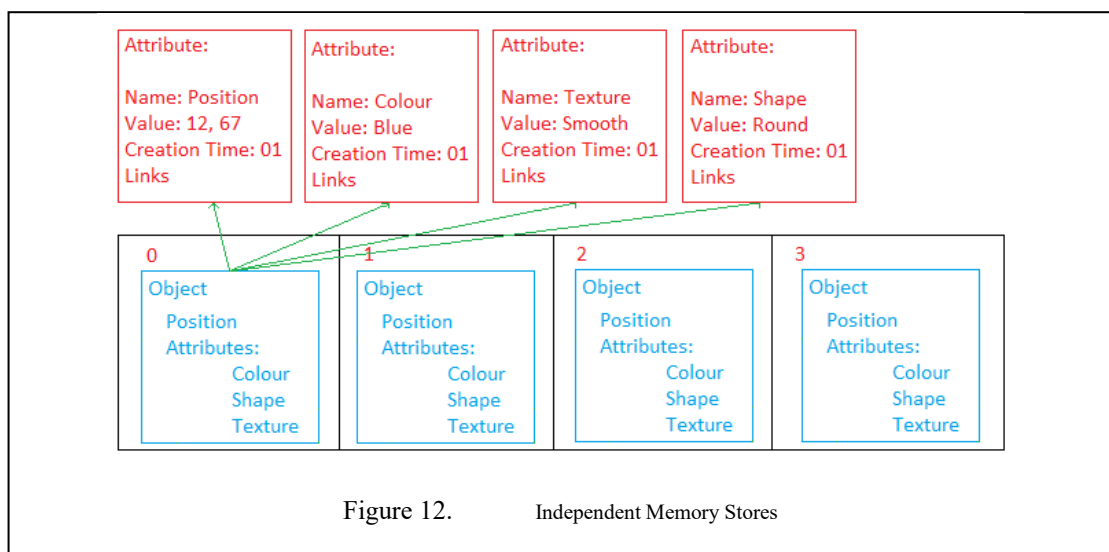 Attribute:
Name: Position
Value: 12, 67
Creation Time: 01
Links
Attribute:
Name: Colour
Value: Blue
Creation Time: 01
Links
Attribute:
Name: Texture
Value: Smooth
Creation Time: 01
Links
Attribute:
Name: Shape
Value: Round
Creation Time: 01
Links
0
Object
Position
Attributes:
Colour
Shape
Texture
1
Object
Position
Attributes:
Colour
Shape
Texture
2
Object
Position
Attributes:
Colour
Shape
Texture
3
Object
Position
Attributes:
Colour
Shape
Texture
Figure 12. Independent Memory Stores